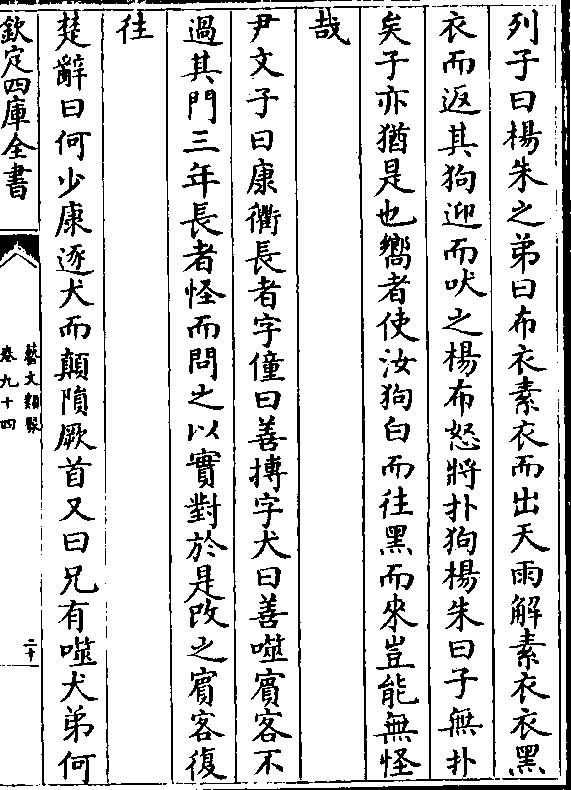 列子曰楊朱之弟曰布衣素衣而出天雨解素衣衣黑
衣而返其狗迎而吠之楊布怒將扑狗楊朱曰子無扑
矣子亦猶是也嚮者使汝狗白而往黑而來豈能無怪
哉
尹文子曰康衢長者字僮曰善摶字犬曰善噬賓客不
過其門三年長者怪而問之以實對於是改之賓客復
往
楚辭曰何少康逐犬而顛隕厥首又曰兄有噬犬弟何
欽定四庫全書
藝文類聚
卷九十四
二十